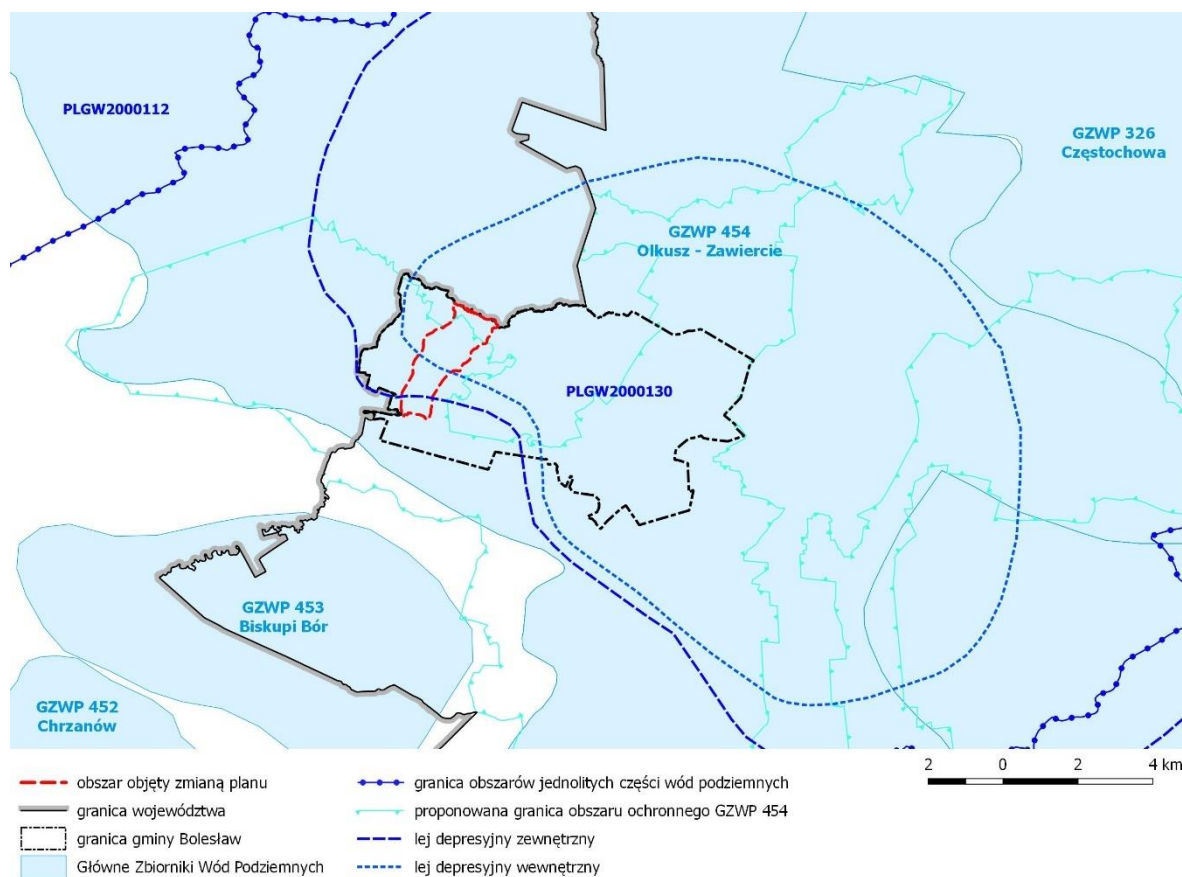 PLGW2000112
GZWP 326
Częstochowa
GZWP 454
Olkusz - Zawiercie
PLGW2000130
GZWP 453
Biskupi Bór
GZWP 452
Chrzanów
2 0 2 4 km
obszar objęty zmianą planu
granica województwa
granica gminy Bolesław
Główne Zbiorniki Wód Podziemnych
granica obszarów jednolitych części wód podziemnych
proponowana granica obszaru ochronnego GZWP 454
lej depresyjny zewnętrzny
lej depresyjny wewnętrzny